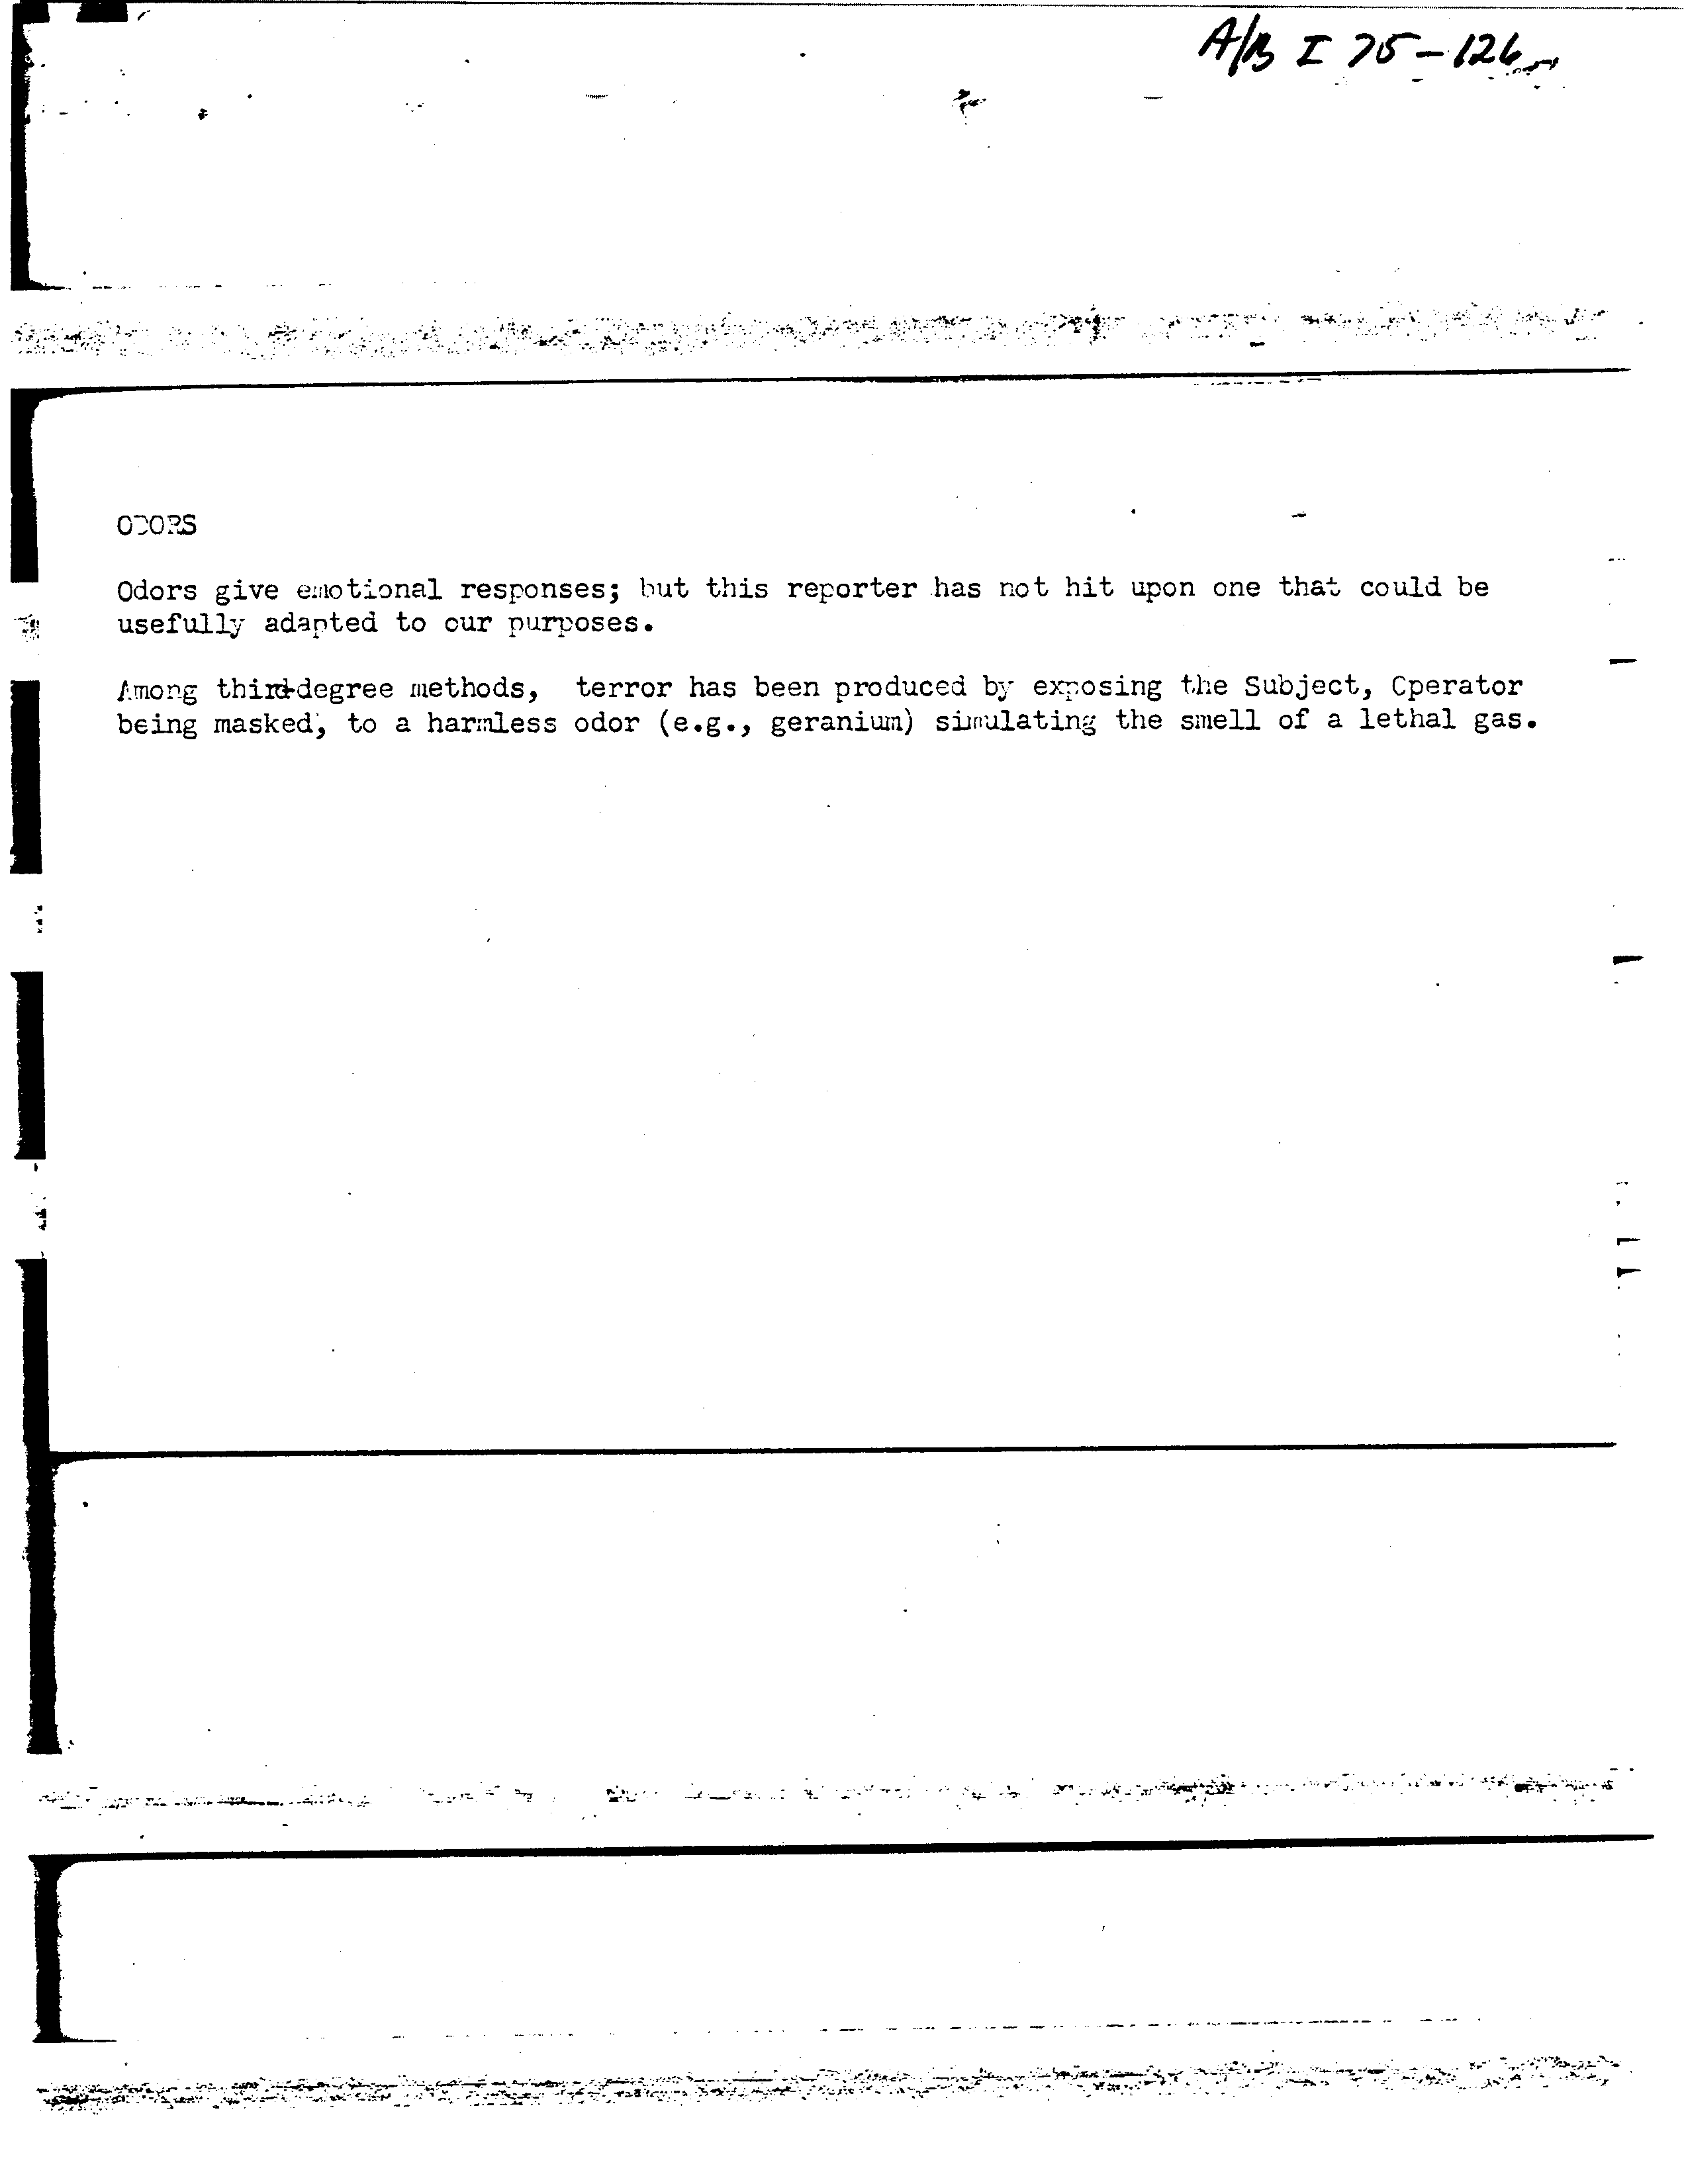 A/B I 75-126
ODORS
Odors give emotional responses; but this reporter has not hit upon one that could be
usefully adapted to our purposes.
Among third-degree methods, terror has been produced by exposing the Subject, Operator
being masked, to a harmless odor (e.g., geranium) simulating the smell of a lethal gas.